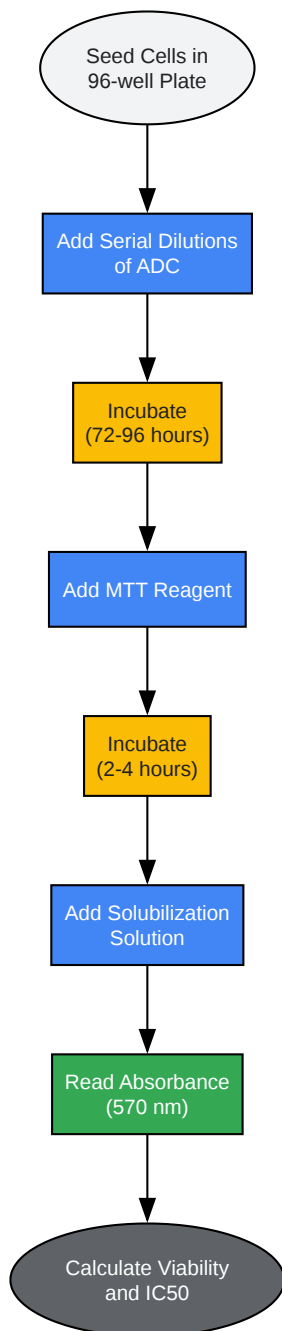 Seed Cells in
96-well Plate
Add Serial Dilutions
of ADC
Incubate
(72-96 hours)
Add MTT Reagent
Incubate
(2-4 hours)
Add Solubilization
Solution
Read Absorbance
(570 nm)
Calculate Viability
and IC50